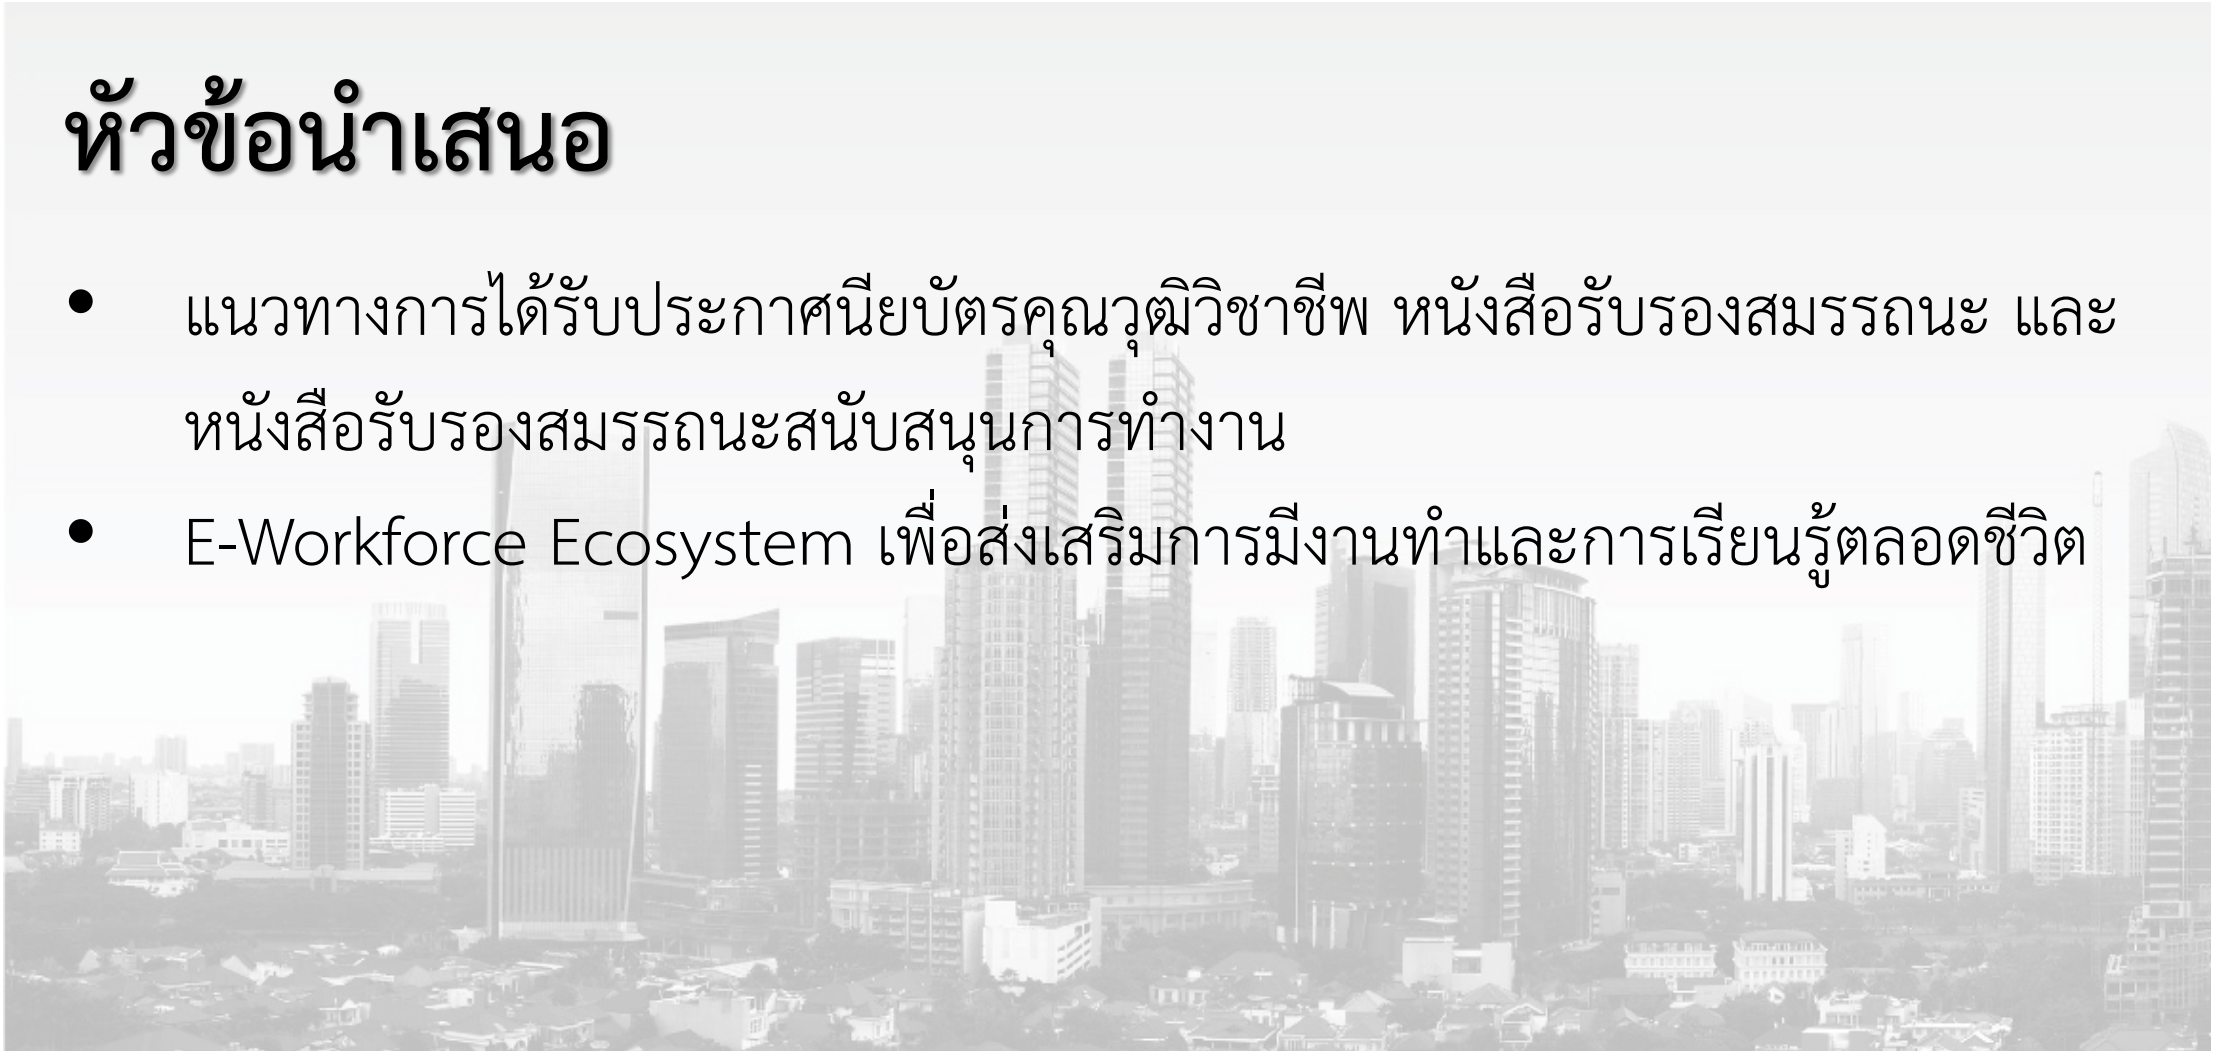 หัวข้อนำเสนอ
• แนวทางการได้รับประกาศนียบัตรคุณวุฒิวิชาชีพ หนังสือรับรองสมรรถนะ และ
หนังสือรับรองสมรรถนะสนับสนุนการทำงาน
• E-Workforce Ecosystem เพื่อส่งเสริมการมีงานทำและการเรียนรู้ตลอดชีวิต